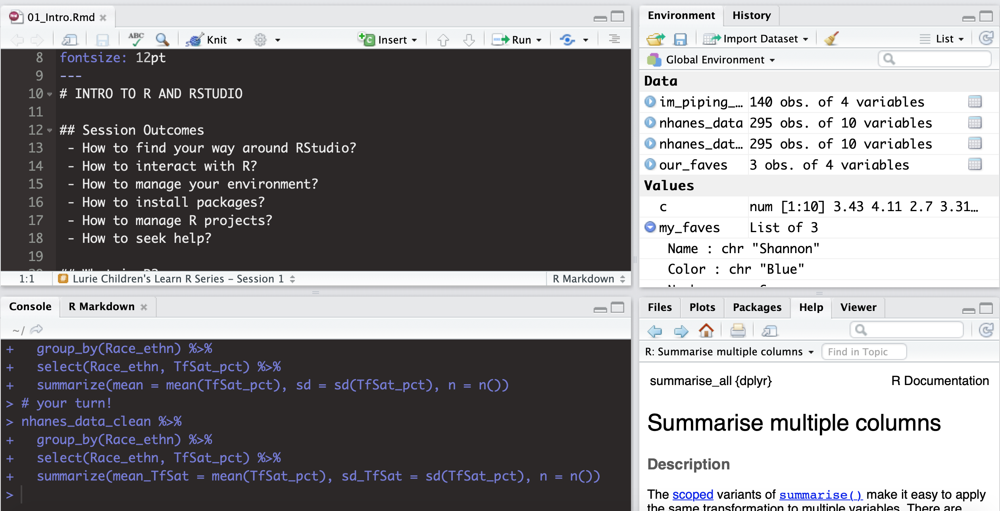 01_Intro.Rmd
ABC Knit Insert Run
8 fontsize: 12pt
9 ---
10 # INTRO TO R AND RSTUDIO
11
12 ## Session Outcomes
13 - How to find your way around RStudio?
14 - How to interact with R?
15 - How to manage your environment?
16 - How to install packages?
17 - How to manage R projects?
18 - How to seek help?
19
1:1 # Lurie Children's Learn R Series - Session 1 R Markdown
Console R Markdown
~/
+ group_by(Race_ethn) %>%
+ select(Race_ethn, TfSat_pct) %>%
+ summarize(mean = mean(TfSat_pct), sd = sd(TfSat_pct), n = n())
> # your turn!
> nhanes_data_clean %>%
+ group_by(Race_ethn) %>%
+ select(Race_ethn, TfSat_pct) %>%
+ summarize(mean_TfSat = mean(TfSat_pct), sd_TfSat = sd(TfSat_pct), n = n())
>
Environment History
Import Dataset List
Global Environment
Data
im_piping_… 140 obs. of 4 variables
nhanes_data 295 obs. of 10 variables
nhanes_dat… 295 obs. of 10 variables
our_faves 3 obs. of 4 variables
Values
c num [1:10] 3.43 4.11 2.7 3.31…
my_faves List of 3
Name : chr "Shannon"
Color : chr "Blue"
Files Plots Packages Help Viewer
R: Summarise multiple columns Find in Topic
summarise_all {dplyr} R Documentation
Summarise multiple columns
Description
The scoped variants of summarise() make it easy to apply
the same transformation to multiple variables. There are